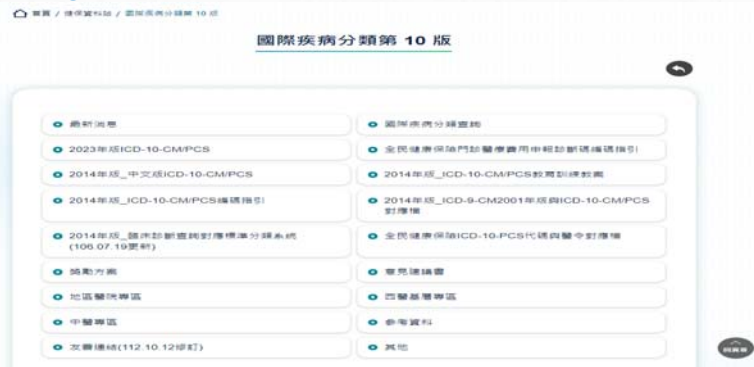 首頁 / 健保資料站 / 國際疾病分類第 10 版
國際疾病分類第 10 版
最新消息
國際疾病分類查詢
2023年版ICD-10-CM/PCS
全民健康保險門診醫療費用申報診斷碼編碼指引
2014年版_中文版ICD-10-CM/PCS
2014年版_ICD-10-CM/PCS教育訓練教案
2014年版_ICD-10-CM/PCS編碼指引
2014年版_ICD-9-CM2001年版與ICD-10-CM/PCS
對應檔
2014年版_臨床診斷查詢對應標準分類系統
(106.07.19更新)
全民健康保險ICD-10-PCS代碼與醫令對應檔
獎勵方案
意見建議書
地區醫院專區
西醫基層專區
中醫專區
參考資料
友善連結(112.10.12修訂)
其他
回頁首